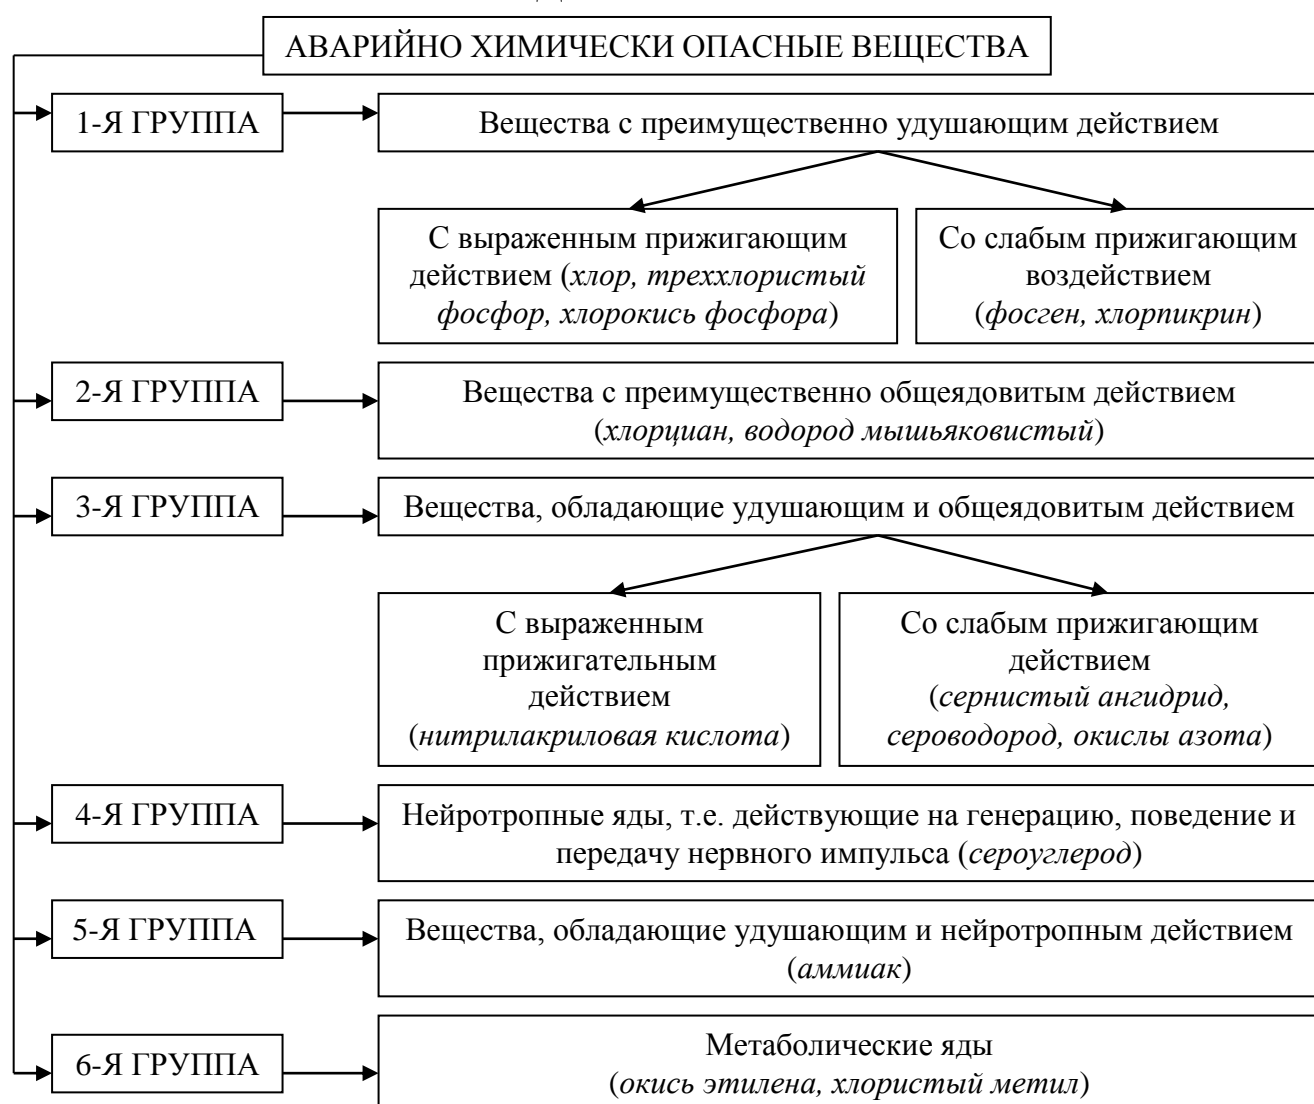 АВАРИЙНО ХИМИЧЕСКИ ОПАСНЫЕ ВЕЩЕСТВА
1-Я ГРУППА
Вещества с преимущественно удушающим действием
С выраженным прижигающим
действием (хлор, треххлористый
фосфор, хлорокись фосфора)
Со слабым прижигающим
воздействием
(фосген, хлорпикрин)
2-Я ГРУППА
Вещества с преимущественно общеядовитым действием
(хлорциан, водород мышьяковистый)
3-Я ГРУППА
Вещества, обладающие удушающим и общеядовитым действием
С выраженным
прижигательным
действием
(нитрилакриловая кислота)
Со слабым прижигающим
действием
(сернистый ангидрид,
сероводород, окислы азота)
4-Я ГРУППА
Нейротропные яды, т.е. действующие на генерацию, поведение и
передачу нервного импульса (сероуглерод)
5-Я ГРУППА
Вещества, обладающие удушающим и нейротропным действием
(аммиак)
6-Я ГРУППА
Метаболические яды
(окись этилена, хлористый метил)